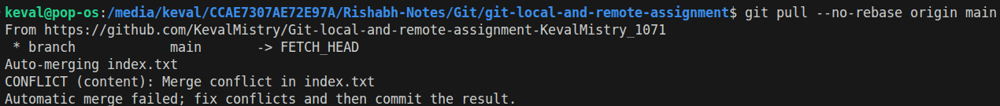 keval@pop-os:/media/keval/CCAE7307AE72E97A/Rishabh-Notes/Git/git-local-and-remote-assignment$ git pull --no-rebase origin main
From https://github.com/KevalMistry/Git-local-and-remote-assignment-KevalMistry_1071
 * branch            main       -> FETCH_HEAD
Auto-merging index.txt
CONFLICT (content): Merge conflict in index.txt
Automatic merge failed; fix conflicts and then commit the result.